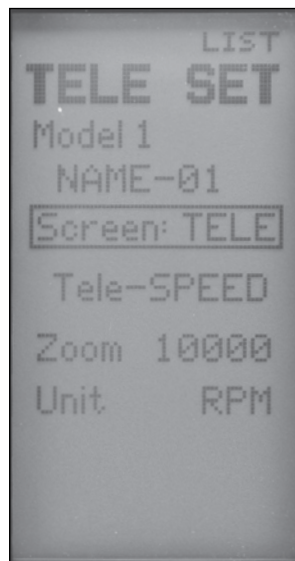 LIST
TELE SET
Model 1
NAME-01
Screen: TELE
Tele-SPEED
Zoom 10000
Unit RPM